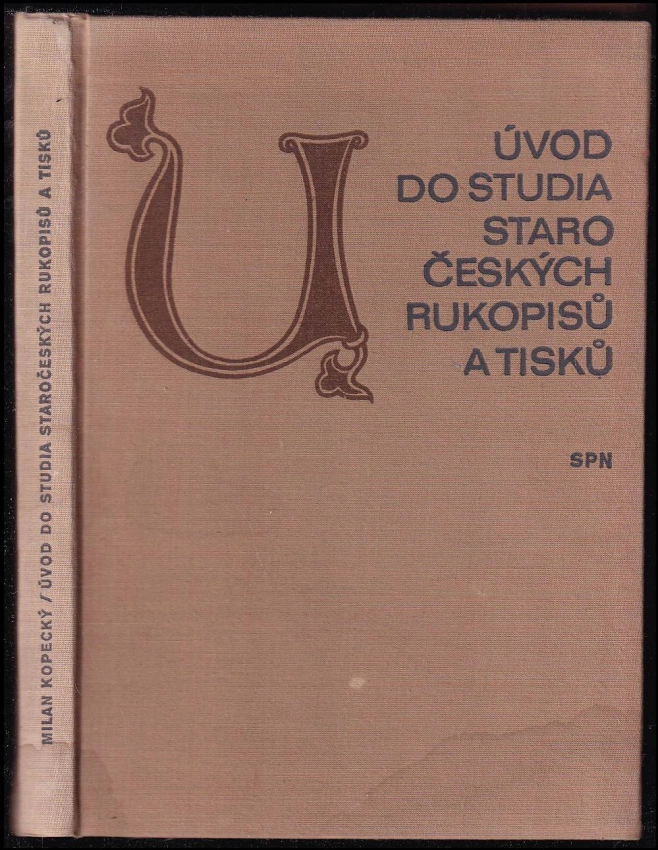 MILAN KOPECKÝ / ÚVOD DO STUDIA STAROČESKÝCH RUKOPISŮ A TISKŮ
U
ÚVOD
DO STUDIA
STARO
ČESKÝCH
RUKOPISŮ
A TISKŮ
SPN